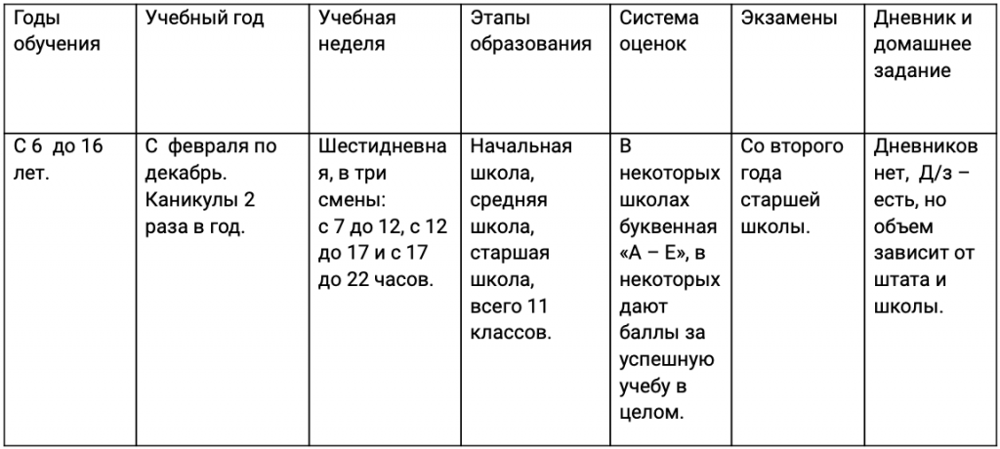 Годы
обучения
Учебный год
Учебная
неделя
Этапы
образования
Система
оценок
Экзамены
Дневник и
домашнее
задание
С 6 до 16
лет.
С февраля по
декабрь.
Каникулы 2
раза в год.
Шестидневна
я, в три
смены:
с 7 до 12, с 12
до 17 и с 17
до 22 часов.
Начальная
школа,
средняя
школа,
старшая
школа,
всего 11
классов.
В
некоторых
школах
буквенная
«А – Е», в
некоторых
дают
баллы за
успешную
учебу в
целом.
Со второго
года
старшей
школы.
Дневников
нет, Д/з –
есть, но
объем
зависит от
штата и
школы.